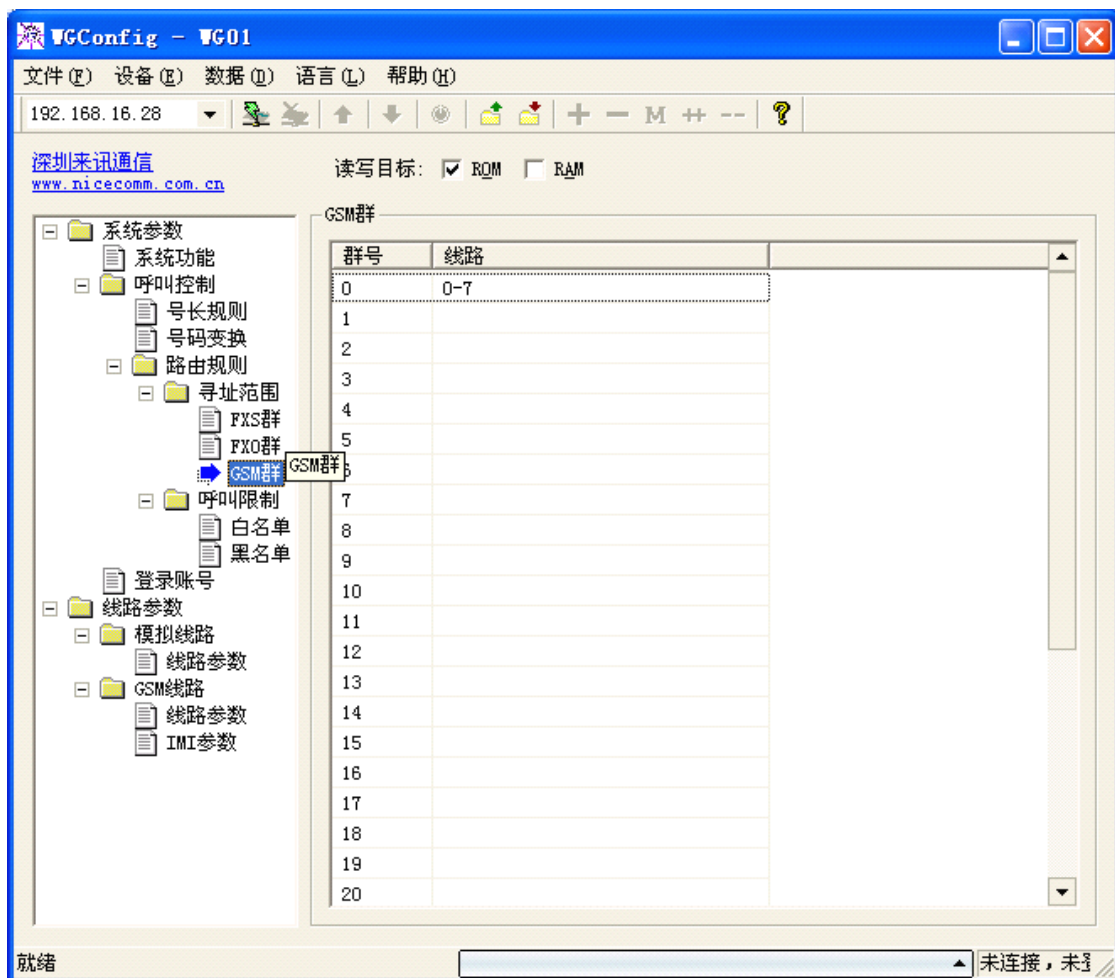 WGConfig - WG01
文件(F) 设备(E) 数据(D) 语言(L) 帮助(H)
192.168.16.28
M
深圳来讯通信
www.nicecomm.com.cn
读写目标: ROM RAM
系统参数
系统功能
呼叫控制
号长规则
号码变换
路由规则
寻址范围
FXS群
FXO群
GSM群
GSM群
呼叫限制
白名单
黑名单
登录账号
线路参数
模拟线路
线路参数
GSM线路
线路参数
IMI参数
GSM群
群号 线路
0 0-7
1
2
3
4
5
6
7
8
9
10
11
12
13
14
15
16
17
18
19
20
就绪
未连接，未